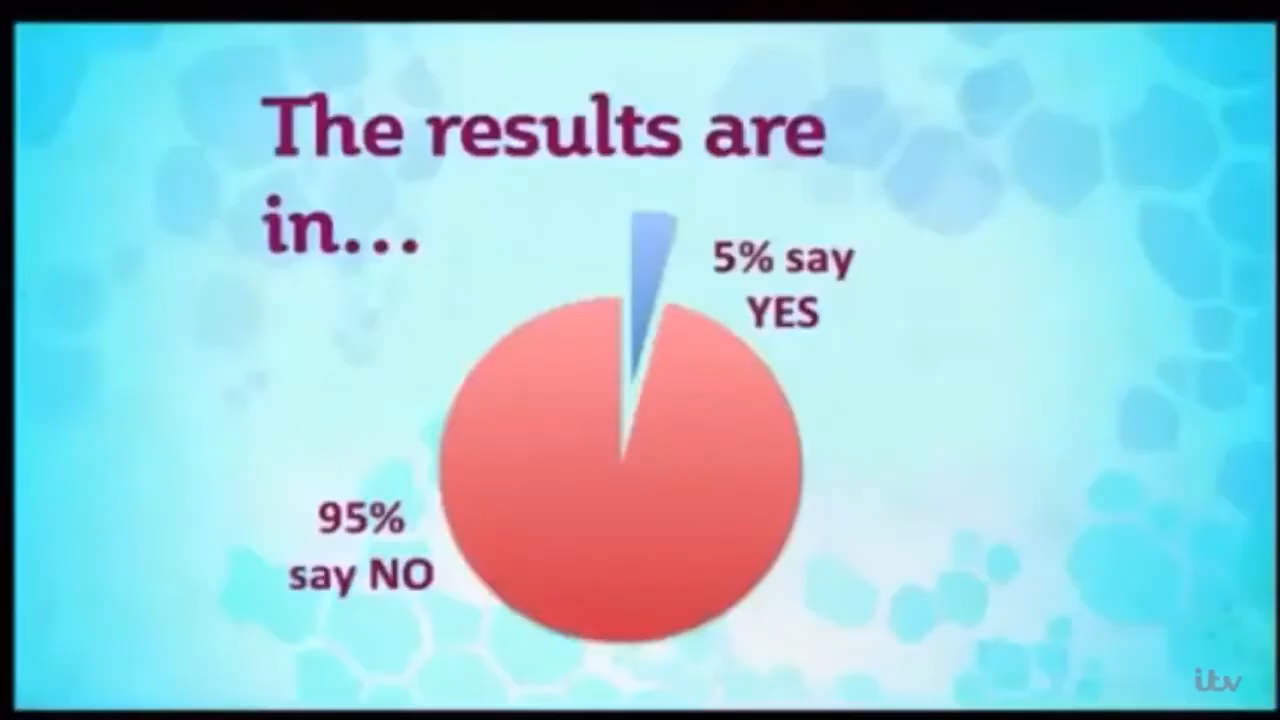 The results are
in...
5% say
YES
95%
say NO
itv